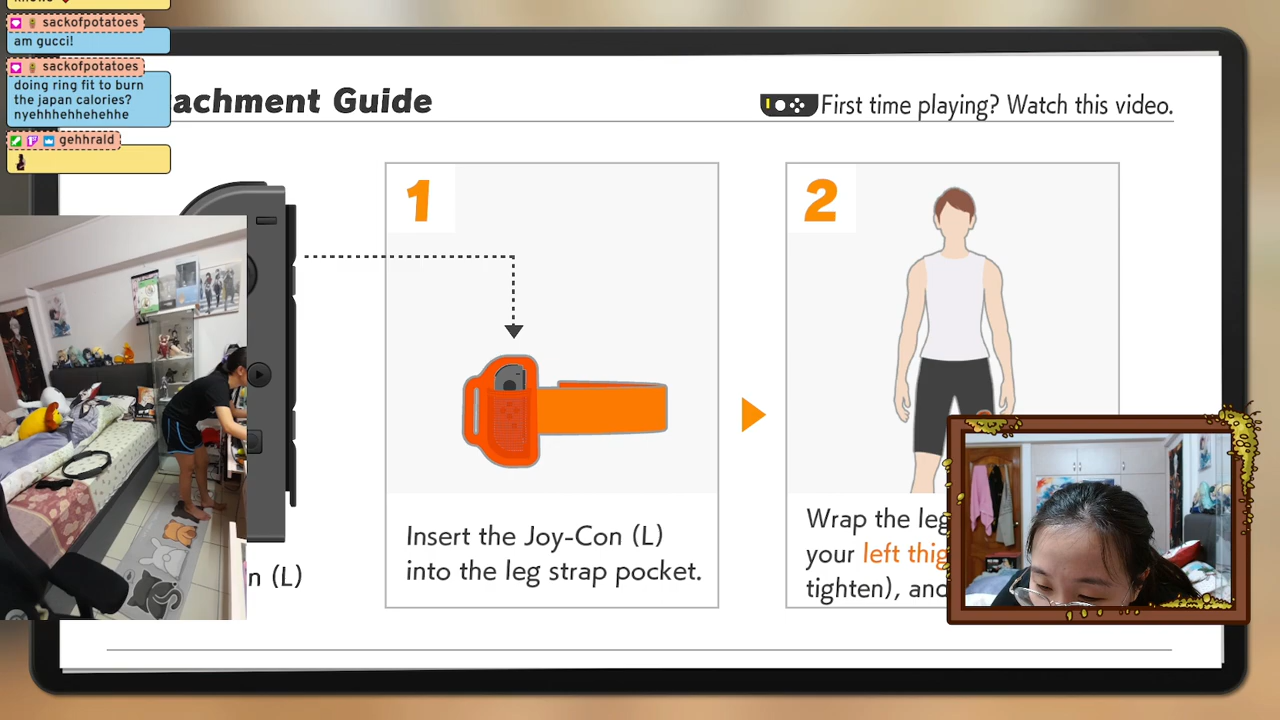 sackofpotatoes
am gucci!
sackofpotatoes
doing ring fit to burn
the japan calories?
nyehhhehhehehhe
gehhrald
achment Guide
First time playing? Watch this video.
1
2
Insert the Joy-Con (L)
into the leg strap pocket.
Wrap the leg
your left thig
tighten), and
n (L)